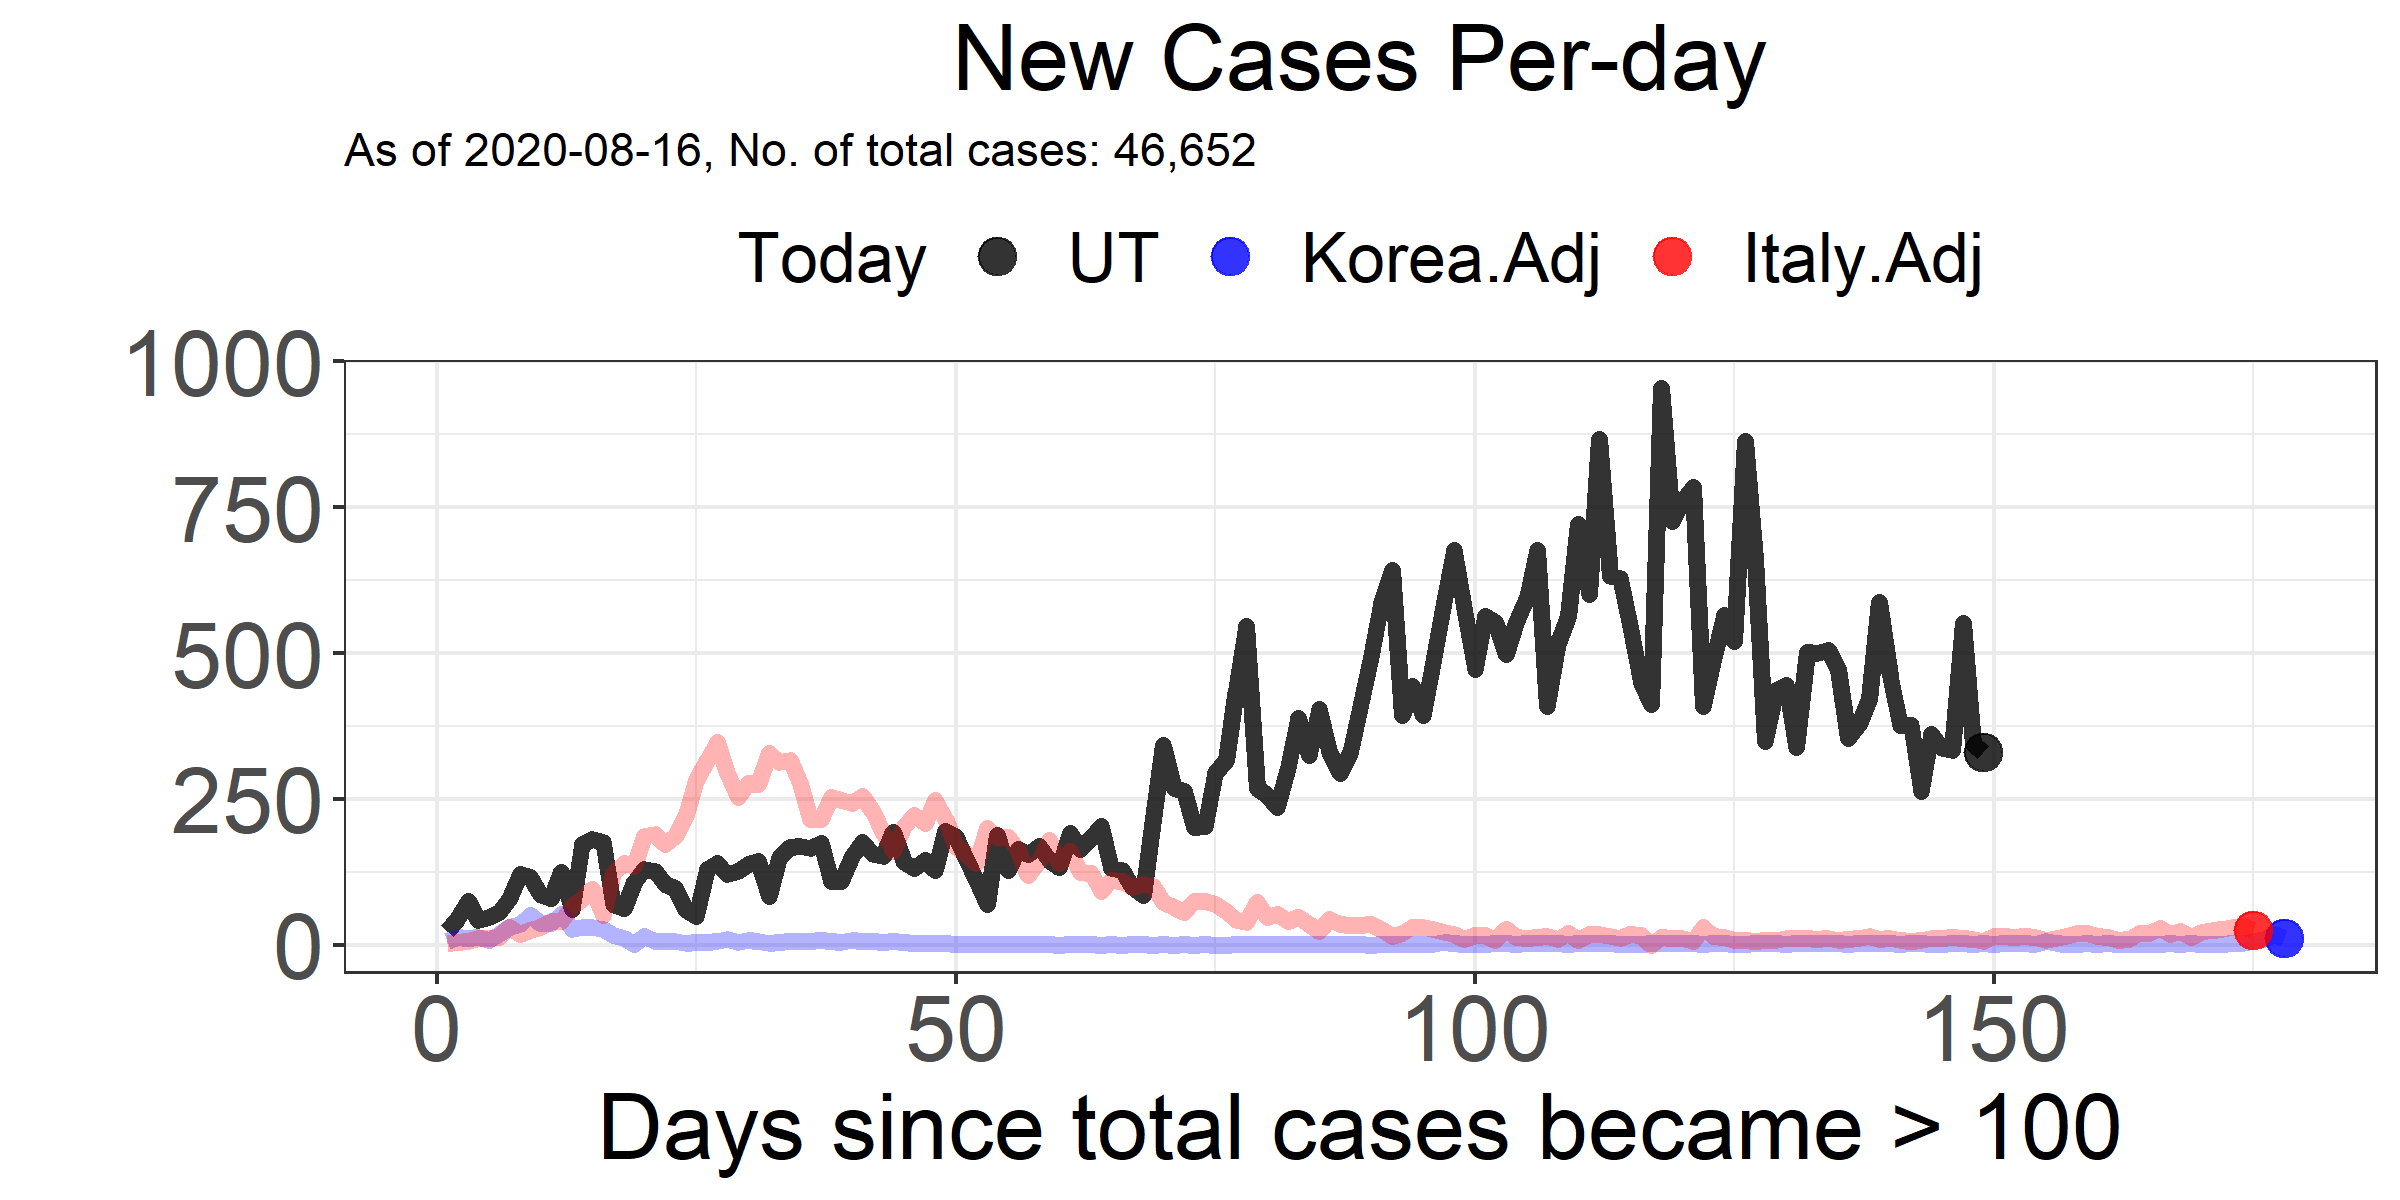 New Cases Per-day
As of 2020-08-16, No. of total cases: 46,652
Today UT Korea.Adj Italy.Adj
1000
750
500
250
0
0 50 100 150
Days since total cases became > 100